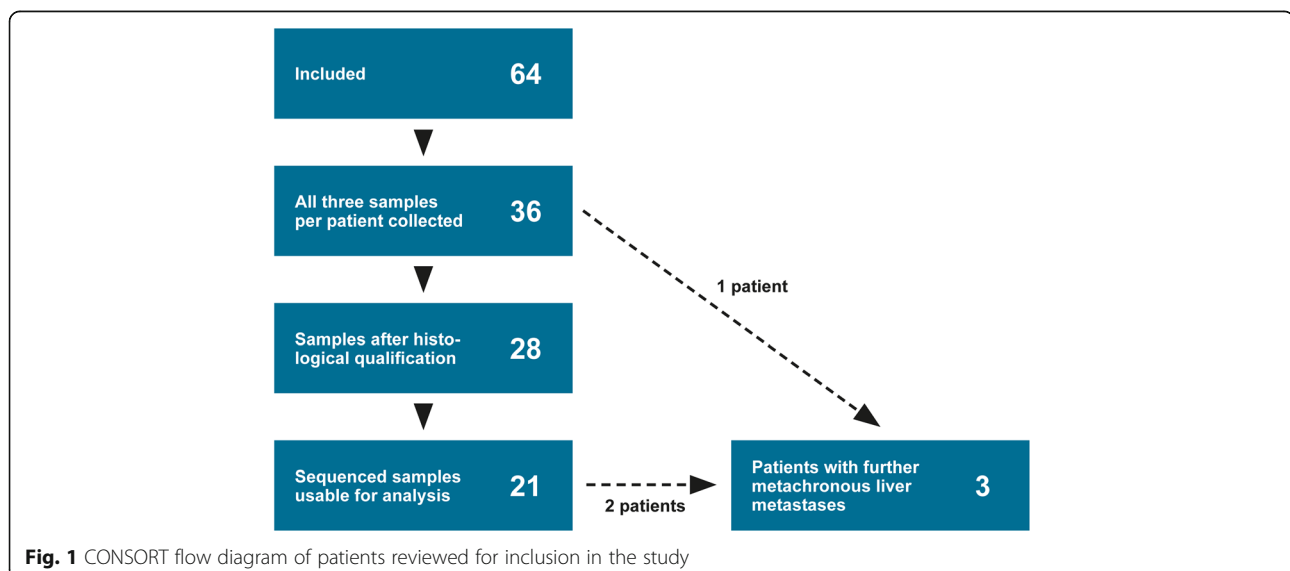 Included 64
All three samples
per patient collected 36
1 patient
Samples after histo-
logical qualification 28
Sequenced samples
usable for analysis 21
2 patients
Patients with further
metachronous liver
metastases 3
Fig. 1 CONSORT flow diagram of patients reviewed for inclusion in the study